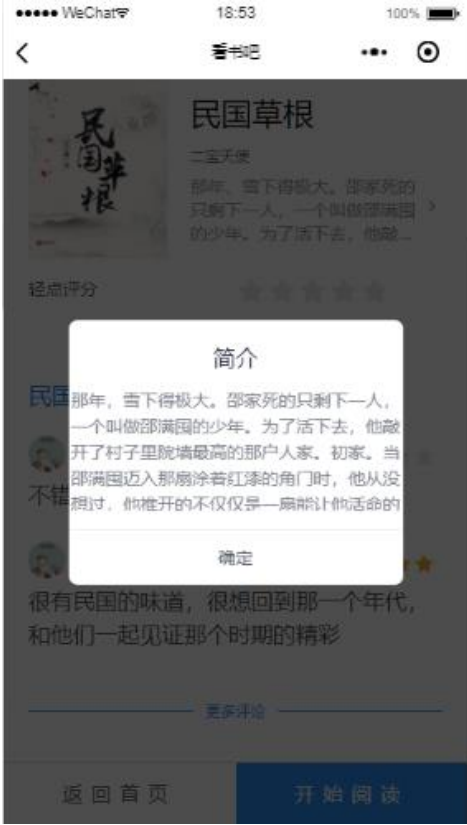 WeChat
18:53
100%
看书吧
民国草根
民国草根
二宝天使
那年，雪下得极大。邵家死的
只剩下一人，一个叫做邵满囤
的少年。为了活下去，他敲...
轻点评分
简介
民国
那年，雪下得极大。邵家死的只剩下一人，
一个叫做邵满囤的少年。为了活下去，他敲
开了村子里院墙最高的那户人家。初家。当
邵满囤迈入那扇涂着红漆的角门时，他从没
想过，他推开的不仅仅是一扇能让他活命的
不错
确定
很有民国的味道，很想回到那一个年代，
和他们一起见证那个时期的精彩
更多评论
返回首页
开始阅读